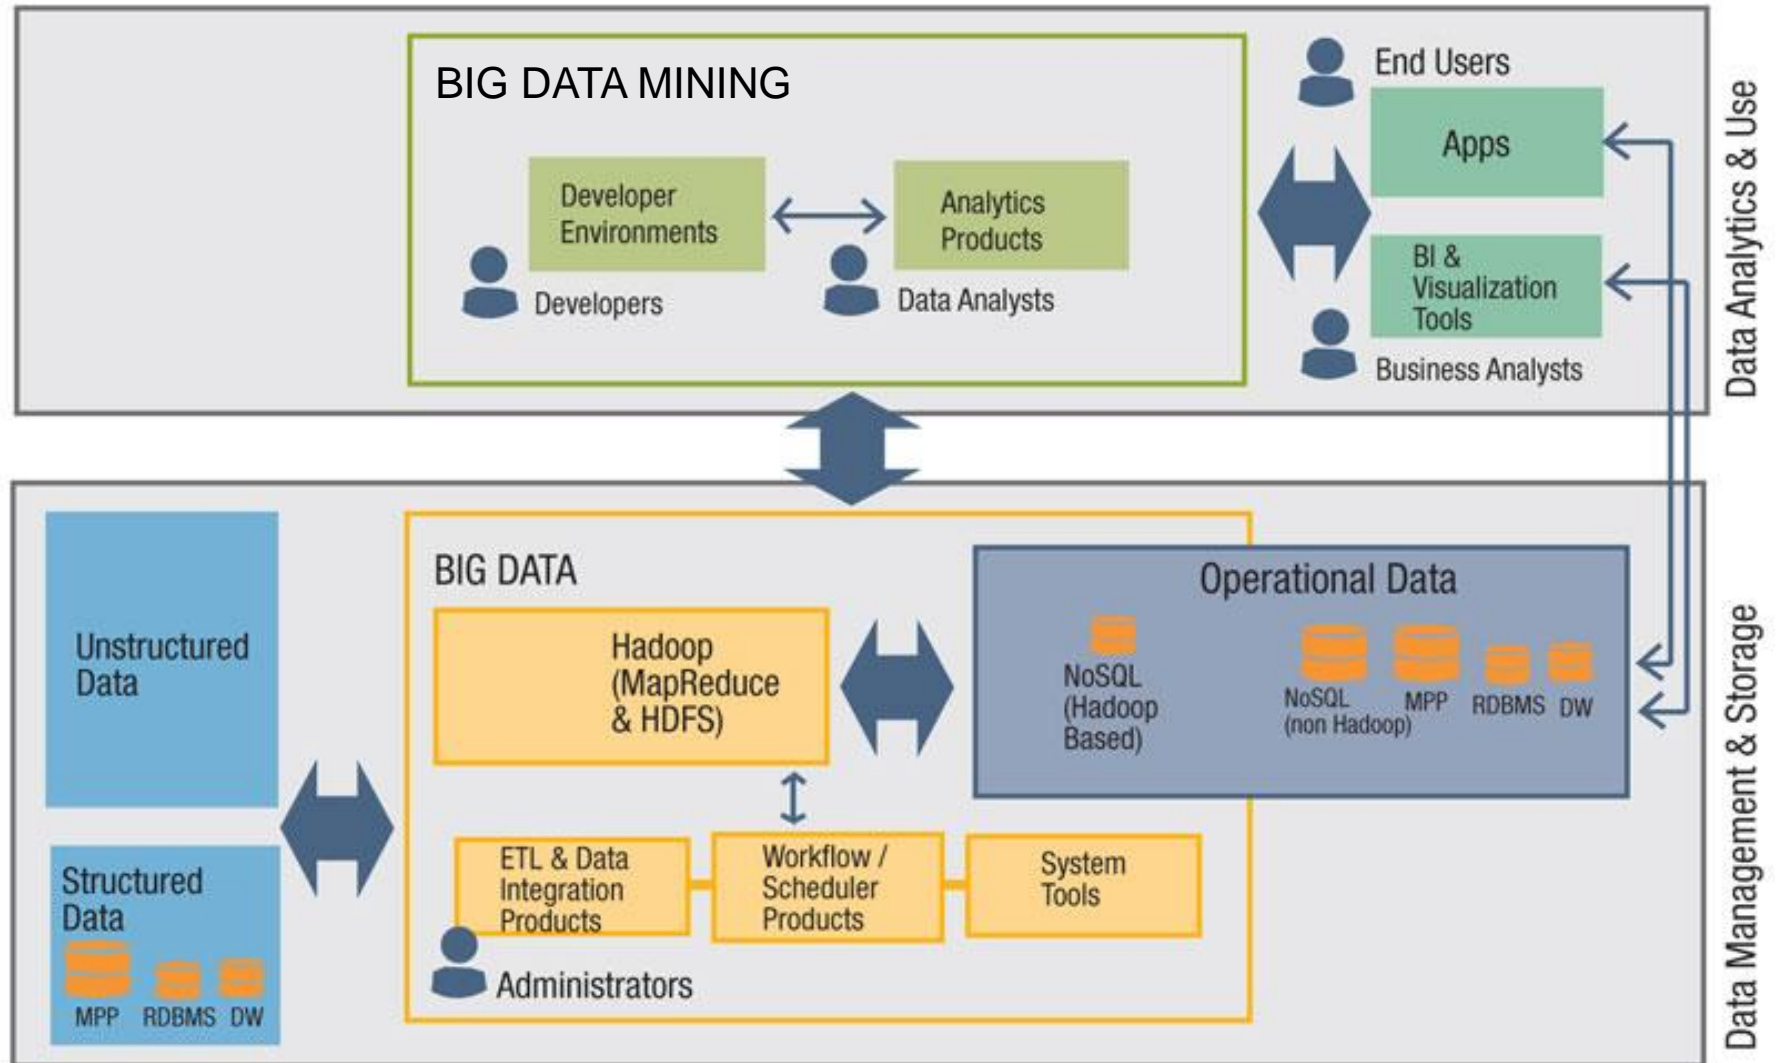 BIG DATA MINING
Developer
Environments
Developers
Analytics
Products
Data Analysts
End Users
Apps
BI &
Visualization
Tools
Business Analysts
Data Analytics & Use
Unstructured
Data
Structured
Data
MPP
RDBMS
DW
BIG DATA
Hadoop
(MapReduce
& HDFS)
Operational Data
NoSQL
(Hadoop
Based)
NoSQL
(non Hadoop)
MPP
RDBMS
DW
ETL & Data
Integration
Products
Workflow /
Scheduler
Products
System
Tools
Administrators
Data Management & Storage